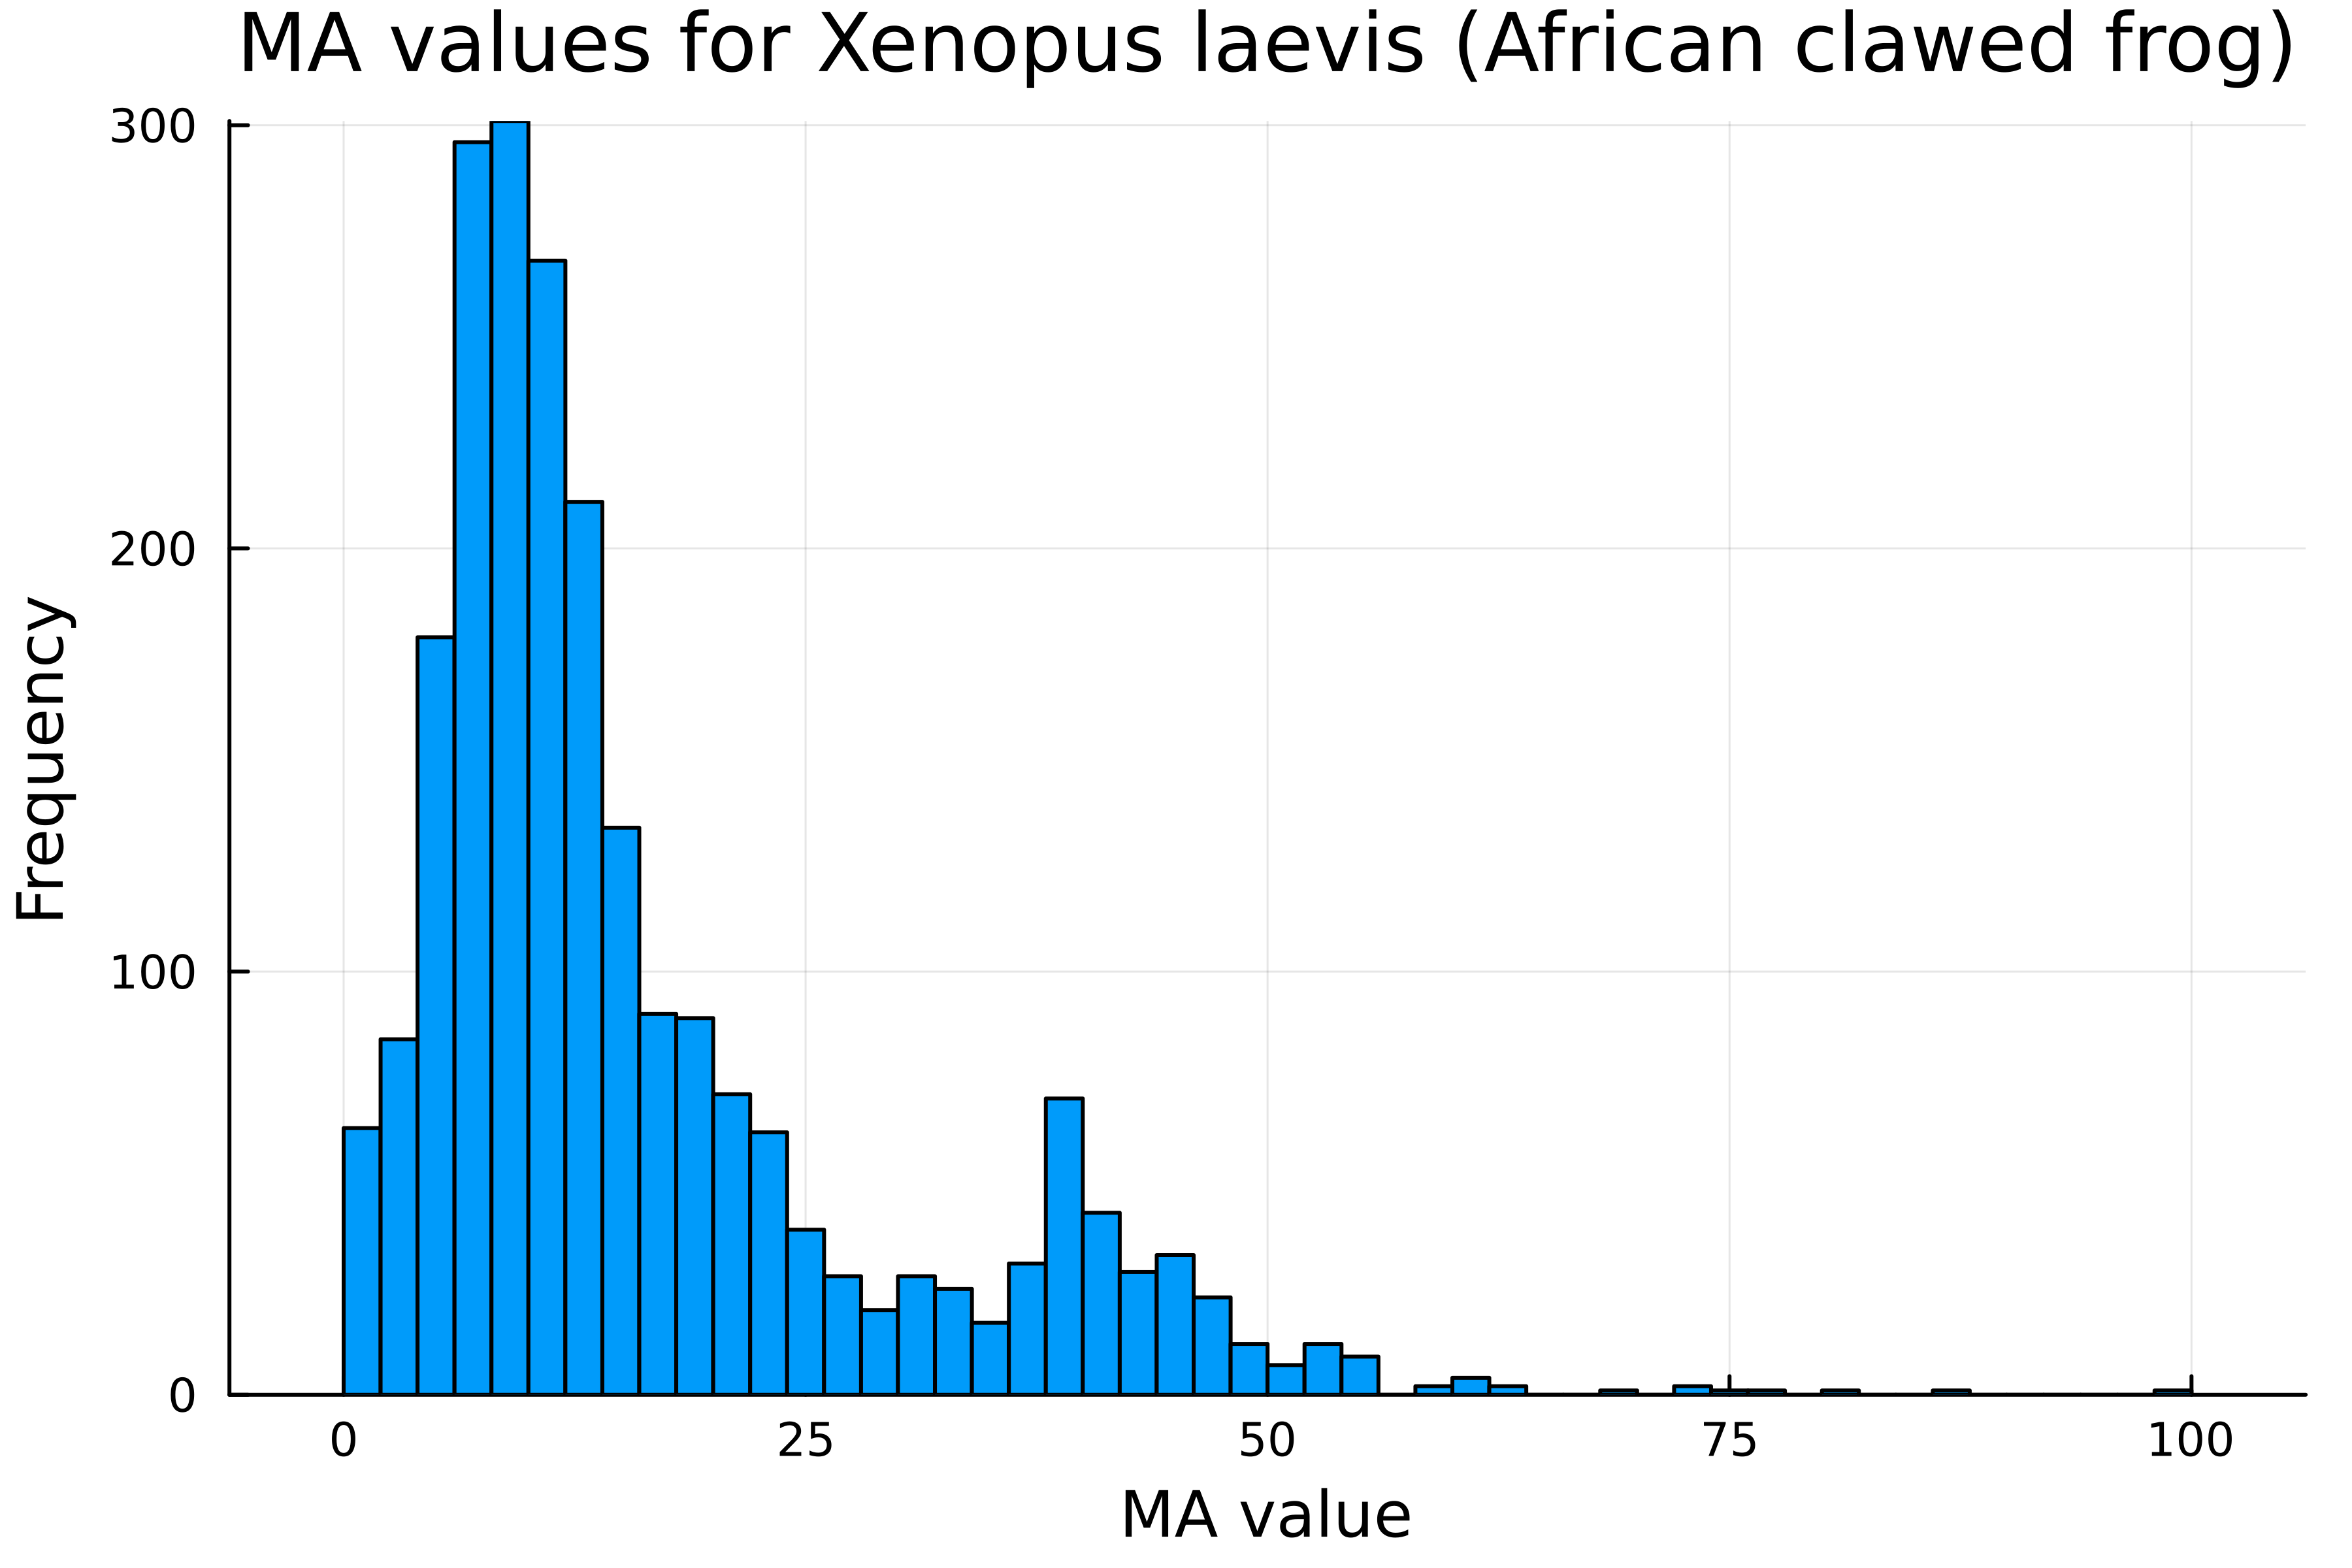 MA values for Xenopus laevis (African clawed frog)
300
200
100
0
Frequency
0 25 50 75 100
MA value